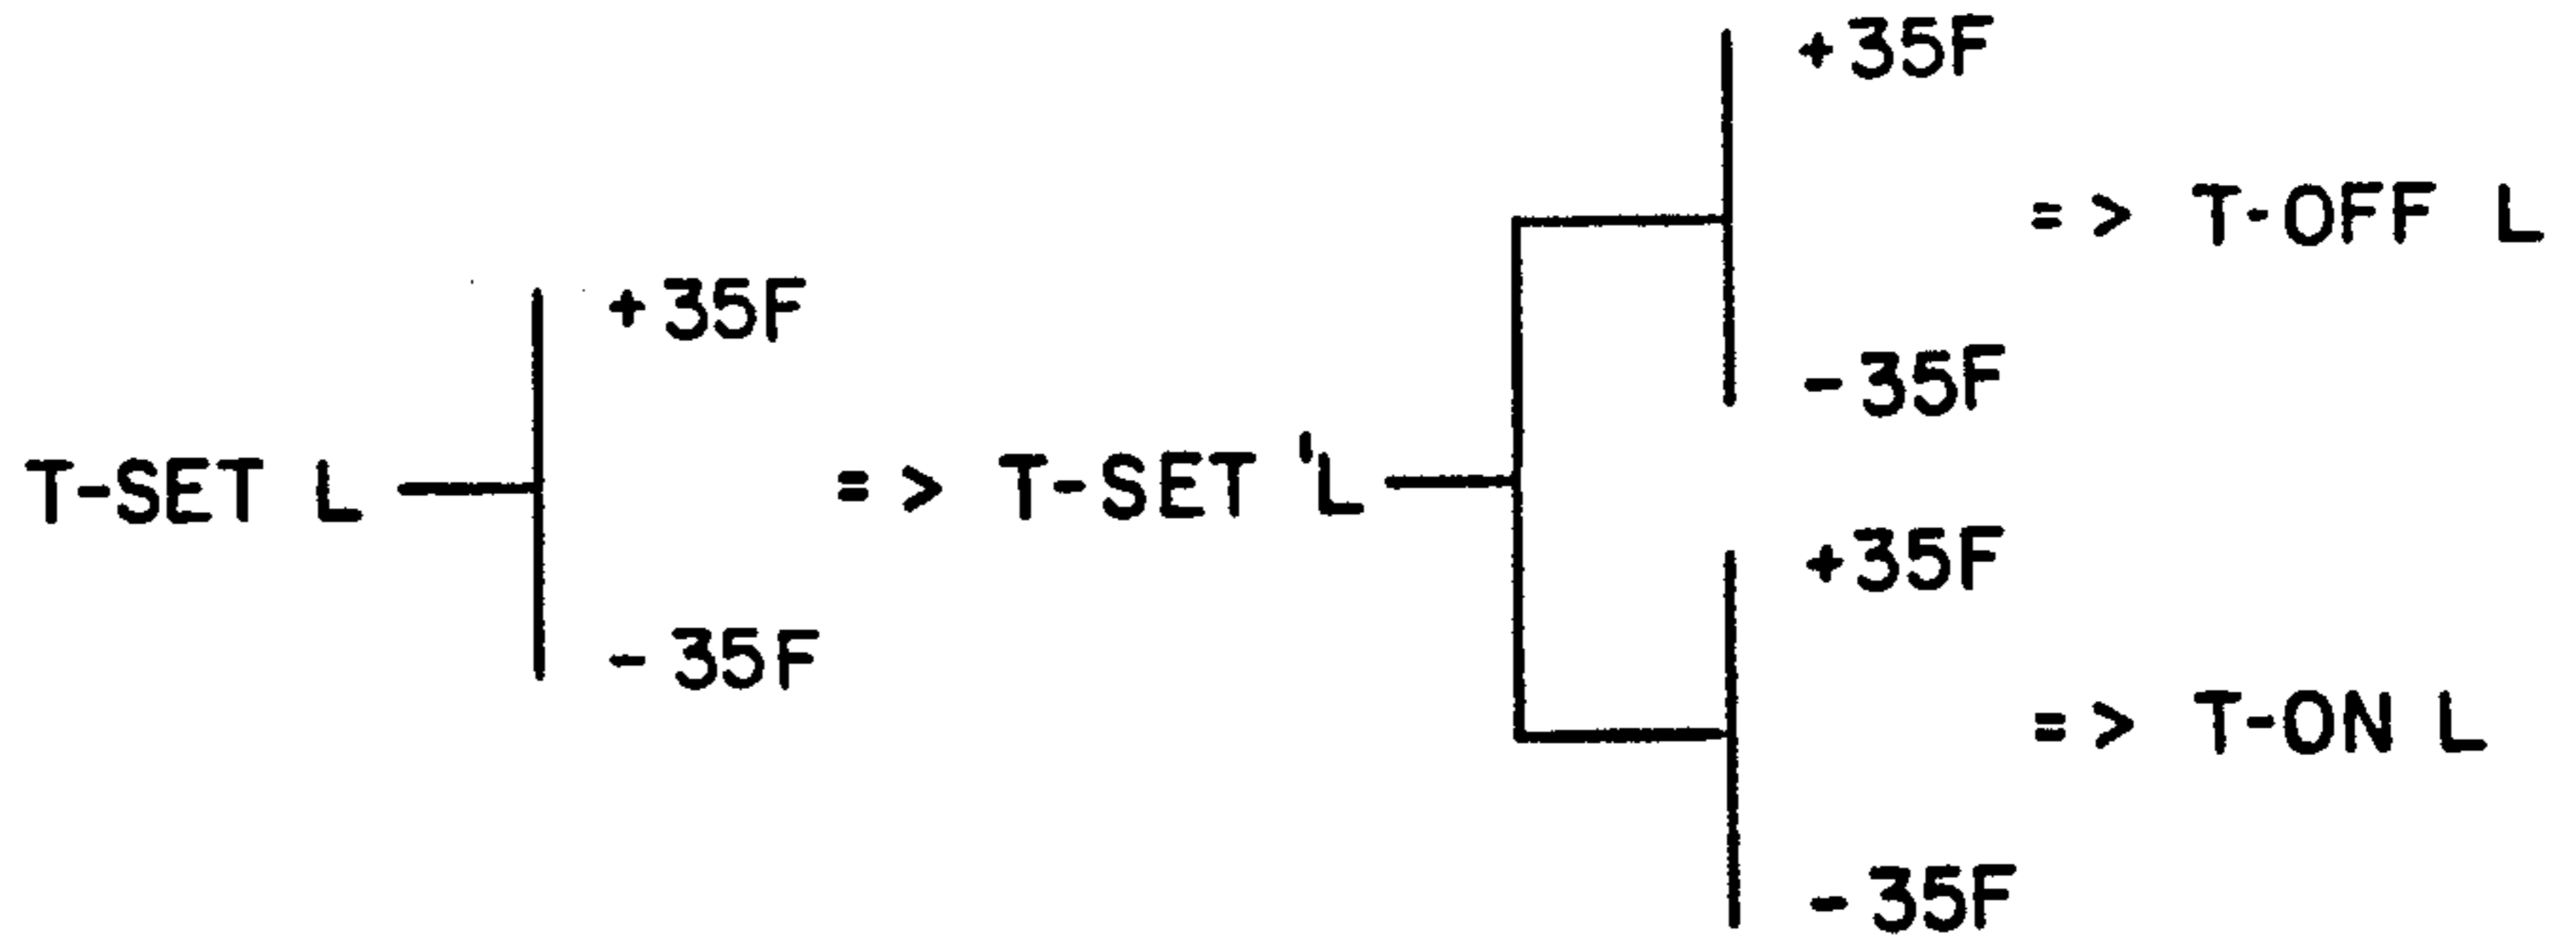 +35F
=> T-OFF L
-35F
+35F
T-SET L
-35F
=> T-SET 'L
+35F
=> T-ON L
-35F